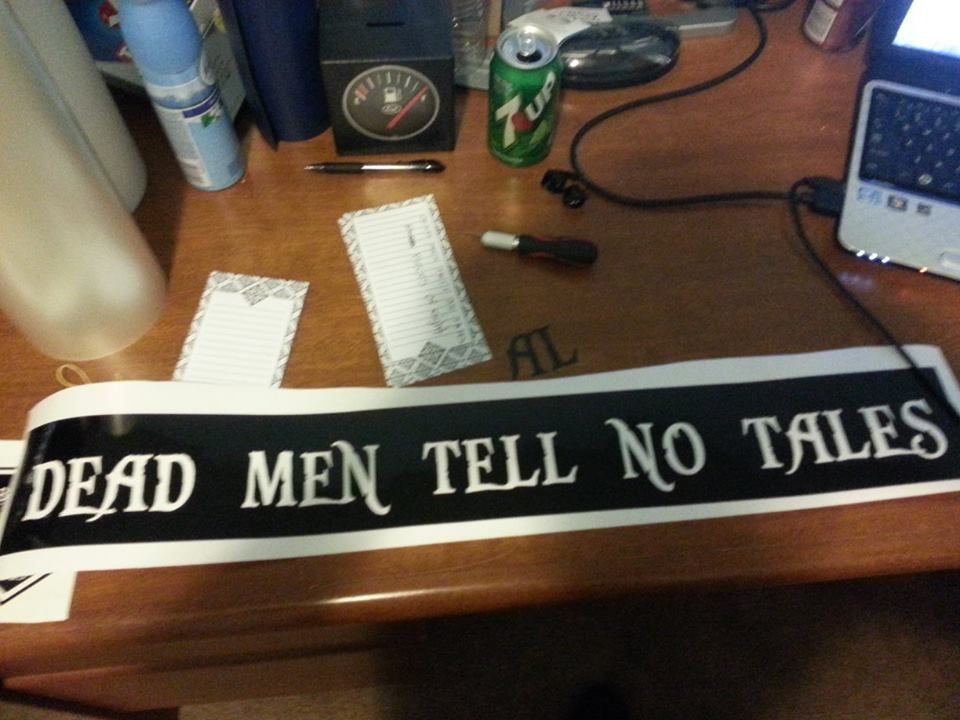 7UP
AL
DEAD MEN TELL NO TALES